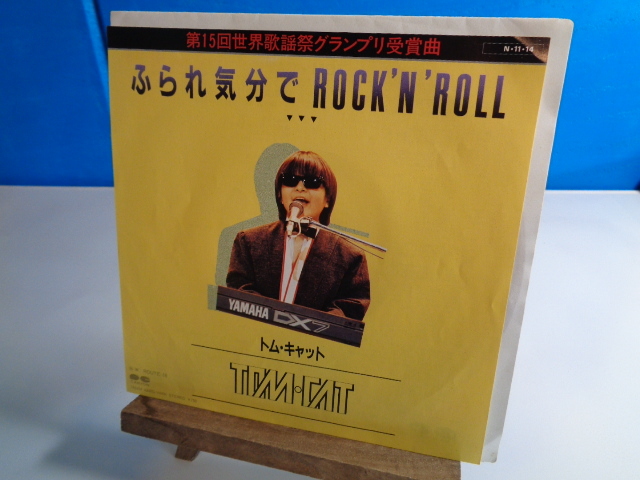 第15回世界歌謡祭グランプリ受賞曲
N・11・14
ふられ気分でROCK'N'ROLL
YAMAHA DX7
トム・キャット
TOM★CAT